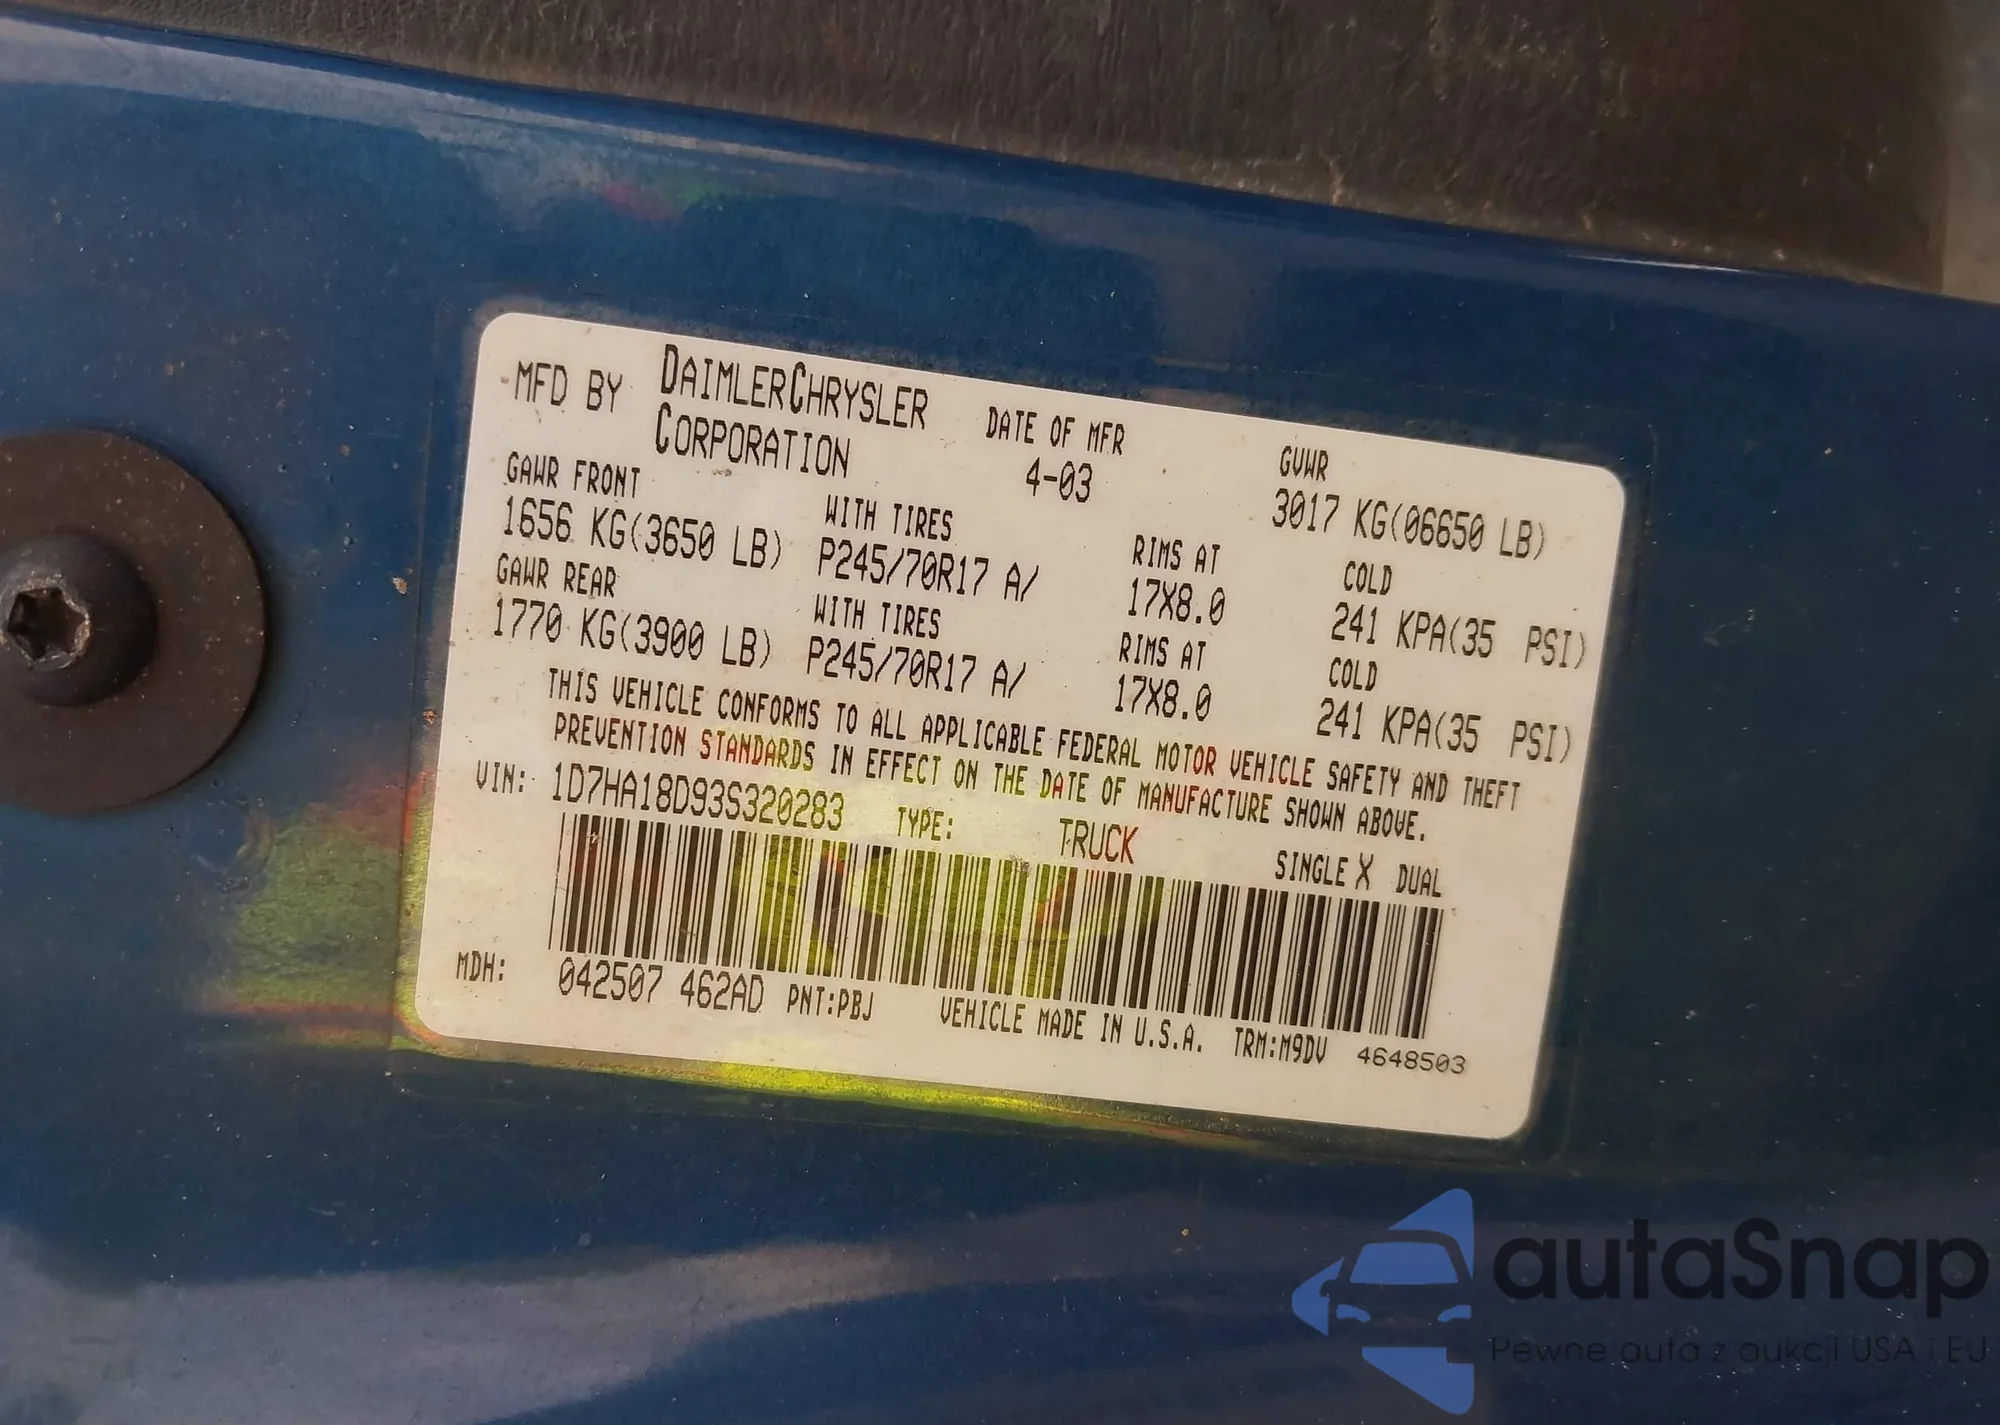 MFD BY DAIMLERCHRYSLER CORPORATION
DATE OF MFR 4-03
GVWR 3017 KG(06650 LB)
GAWR FRONT WITH TIRES RIMS AT COLD
1656 KG(3650 LB) P245/70R17 A/ 17X8.0 241 KPA(35 PSI)
GAWR REAR WITH TIRES RIMS AT COLD
1770 KG(3900 LB) P245/70R17 A/ 17X8.0 241 KPA(35 PSI)
THIS VEHICLE CONFORMS TO ALL APPLICABLE FEDERAL MOTOR VEHICLE SAFETY AND THEFT
PREVENTION STANDARDS IN EFFECT ON THE DATE OF MANUFACTURE SHOWN ABOVE.
VIN: 1D7HA18D93S320283 TYPE: TRUCK SINGLE X DUAL
MDH: 042507 462AD PNT:PBJ VEHICLE MADE IN U.S.A. TRM:M9DV 4648503
autaSnap
Pewne auta z aukcji USA i EU